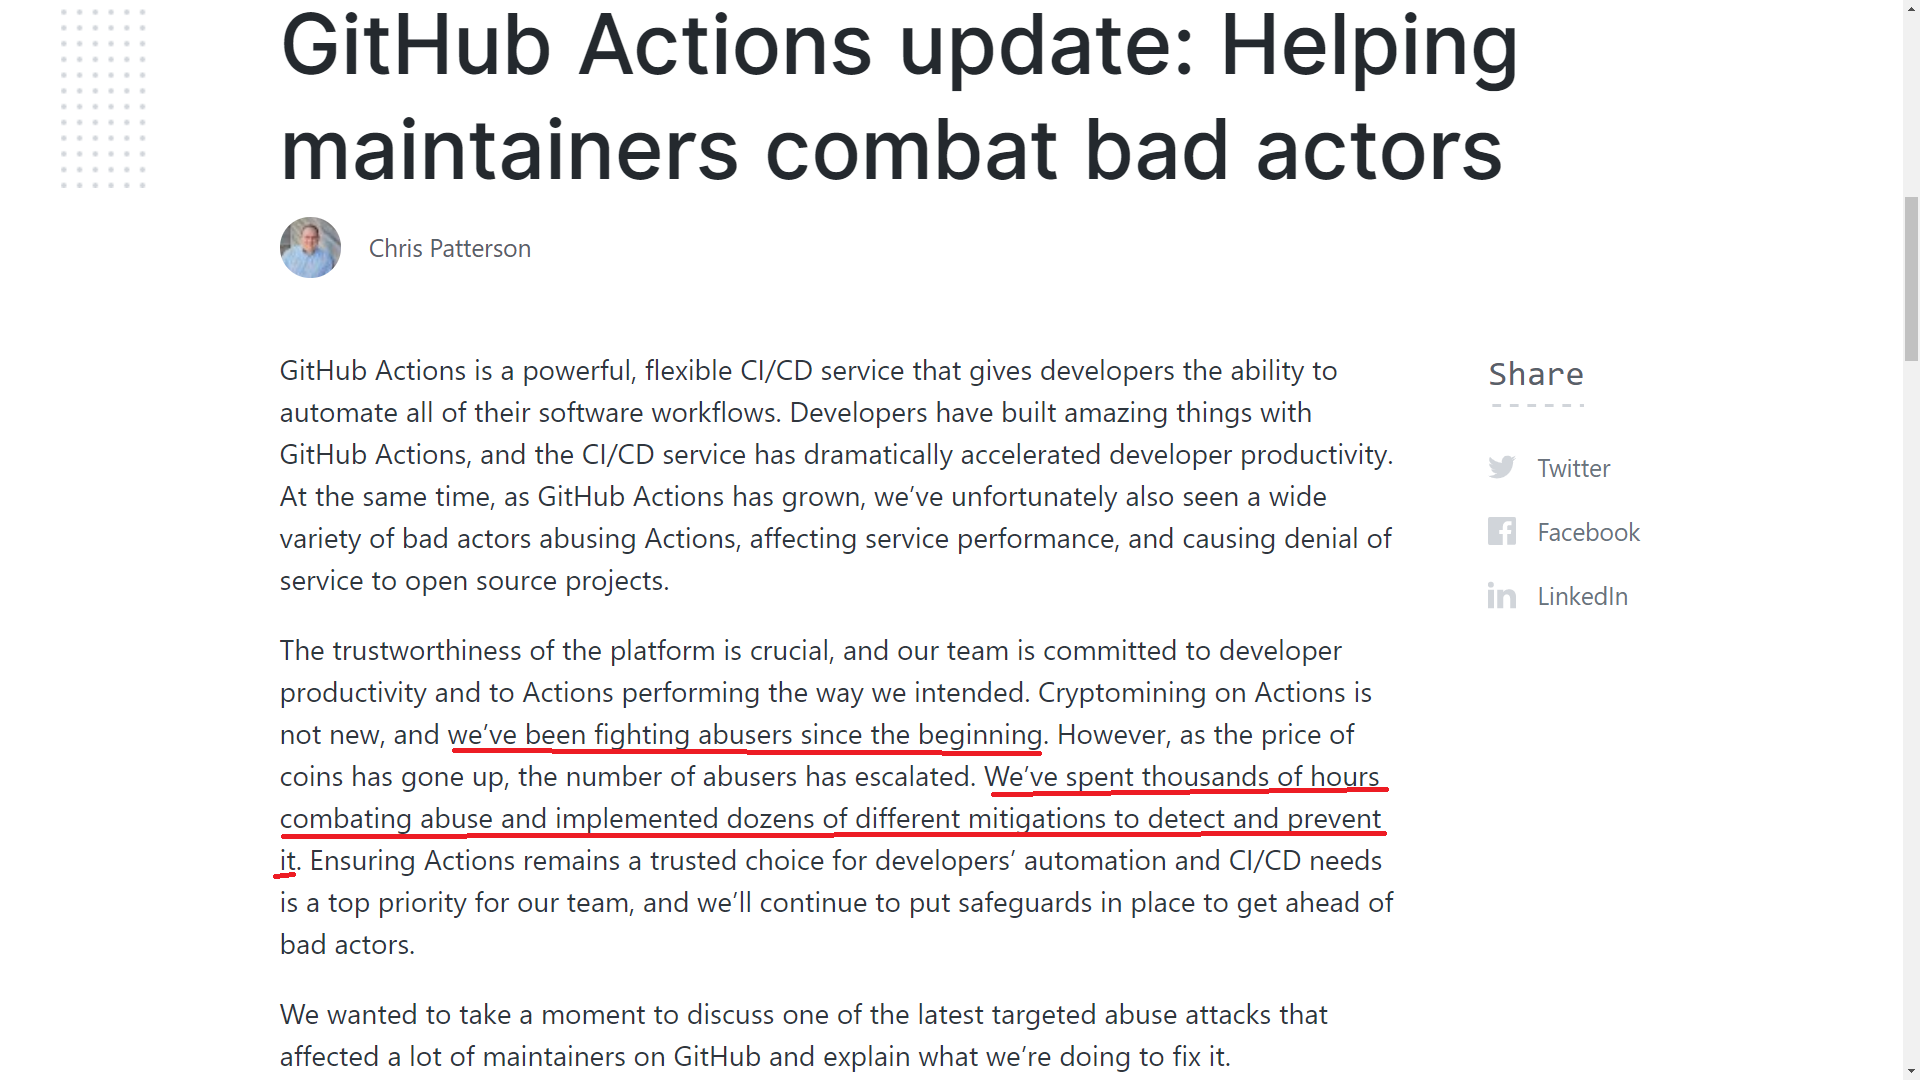 GitHub Actions update: Helping
maintainers combat bad actors
Chris Patterson
GitHub Actions is a powerful, flexible CI/CD service that gives developers the ability to
automate all of their software workflows. Developers have built amazing things with
GitHub Actions, and the CI/CD service has dramatically accelerated developer productivity.
At the same time, as GitHub Actions has grown, we’ve unfortunately also seen a wide
variety of bad actors abusing Actions, affecting service performance, and causing denial of
service to open source projects.
The trustworthiness of the platform is crucial, and our team is committed to developer
productivity and to Actions performing the way we intended. Cryptomining on Actions is
not new, and we’ve been fighting abusers since the beginning. However, as the price of
coins has gone up, the number of abusers has escalated. We’ve spent thousands of hours
combating abuse and implemented dozens of different mitigations to detect and prevent
it. Ensuring Actions remains a trusted choice for developers’ automation and CI/CD needs
is a top priority for our team, and we’ll continue to put safeguards in place to get ahead of
bad actors.
We wanted to take a moment to discuss one of the latest targeted abuse attacks that
affected a lot of maintainers on GitHub and explain what we’re doing to fix it.
Share
Twitter
Facebook
LinkedIn